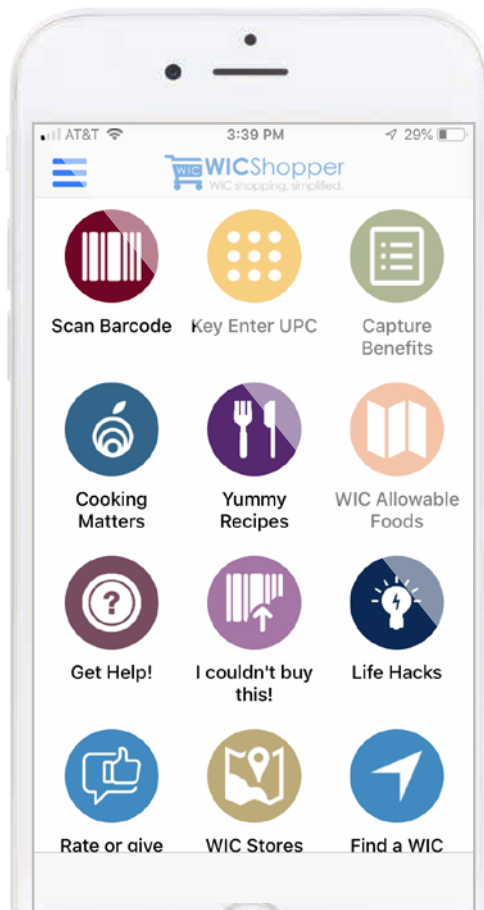 AT&T 3:39 PM 29%
WIC WICShopper
WIC shopping, simplified.
Scan Barcode Key Enter UPC Capture
Benefits
Cooking Yummy WIC Allowable
Matters Recipes Foods
?
Get Help! I couldn't buy Life Hacks
this!
Rate or give WIC Stores Find a WIC